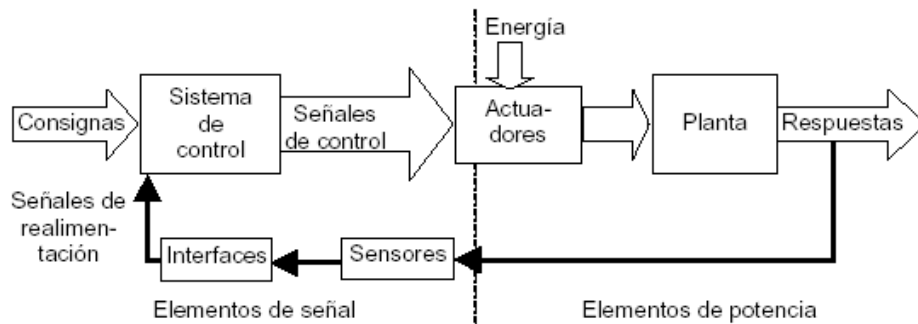 Energía
Consignas
Sistema
de
control
Señales
de control
Actua-
dores
Planta
Respuestas
Señales de
realimen-
tación
Interfaces
Sensores
Elementos de señal
Elementos de potencia